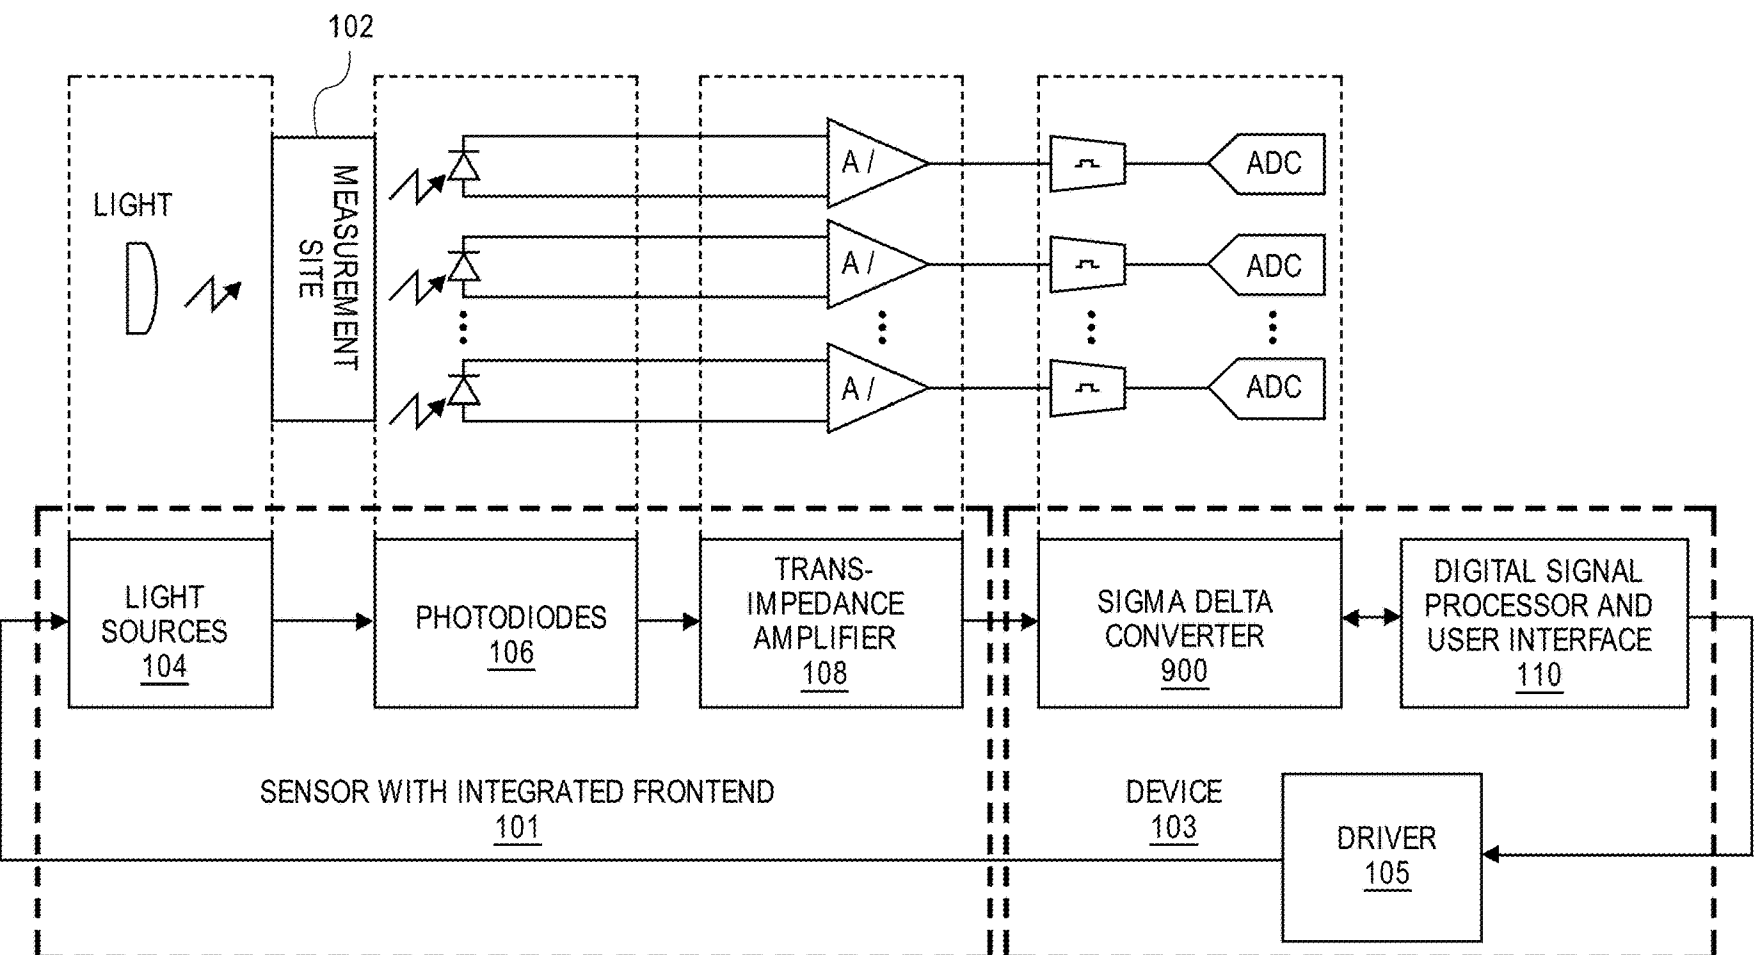 102
LIGHT
MEASUREMENT
SITE
A /
ADC
A /
ADC
A /
ADC
LIGHT
SOURCES
104
PHOTODIODES
106
TRANS-
IMPEDANCE
AMPLIFIER
108
SIGMA DELTA
CONVERTER
900
DIGITAL SIGNAL
PROCESSOR AND
USER INTERFACE
110
SENSOR WITH INTEGRATED FRONTEND
101
DEVICE
103
DRIVER
105